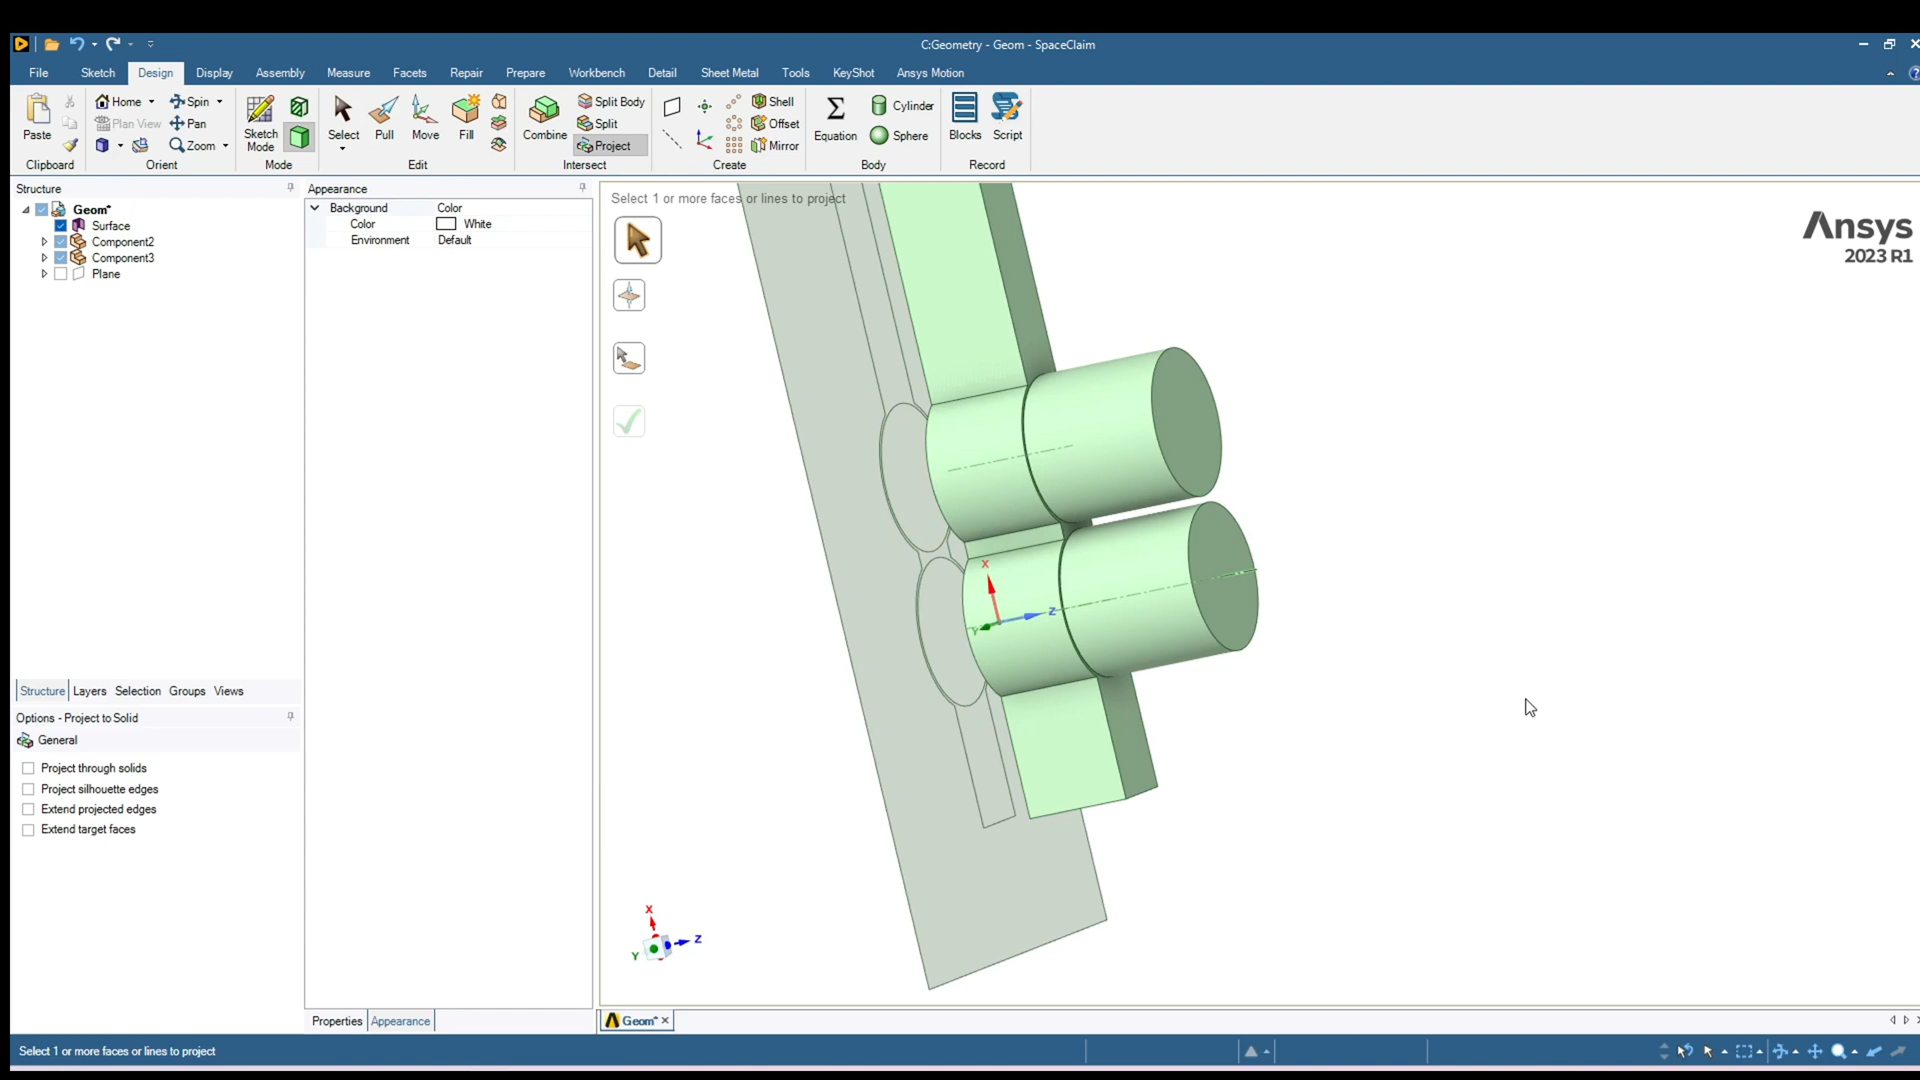 C:Geometry - Geom - SpaceClaim
File Sketch Design Display Assembly Measure Facets Repair Prepare Workbench Detail Sheet Metal Tools KeyShot Ansys Motion
Home Spin Split Body Shell Cylinder
Plan View Pan Split Offset
Paste Zoom Sketch Mode Select Pull Move Fill Combine Project Mirror Equation Sphere Blocks Script
Clipboard Orient Mode Edit Intersect Create Body Record
Structure
Geom*
Surface
Component2
Component3
Plane
Appearance
Background Color
Color White
Environment Default
Select 1 or more faces or lines to project
Ansys
2023 R1
X
Z
Y
Structure Layers Selection Groups Views
Options - Project to Solid
General
Project through solids
Project silhouette edges
Extend projected edges
Extend target faces
X
Z
Y
Properties Appearance
Geom*
Select 1 or more faces or lines to project